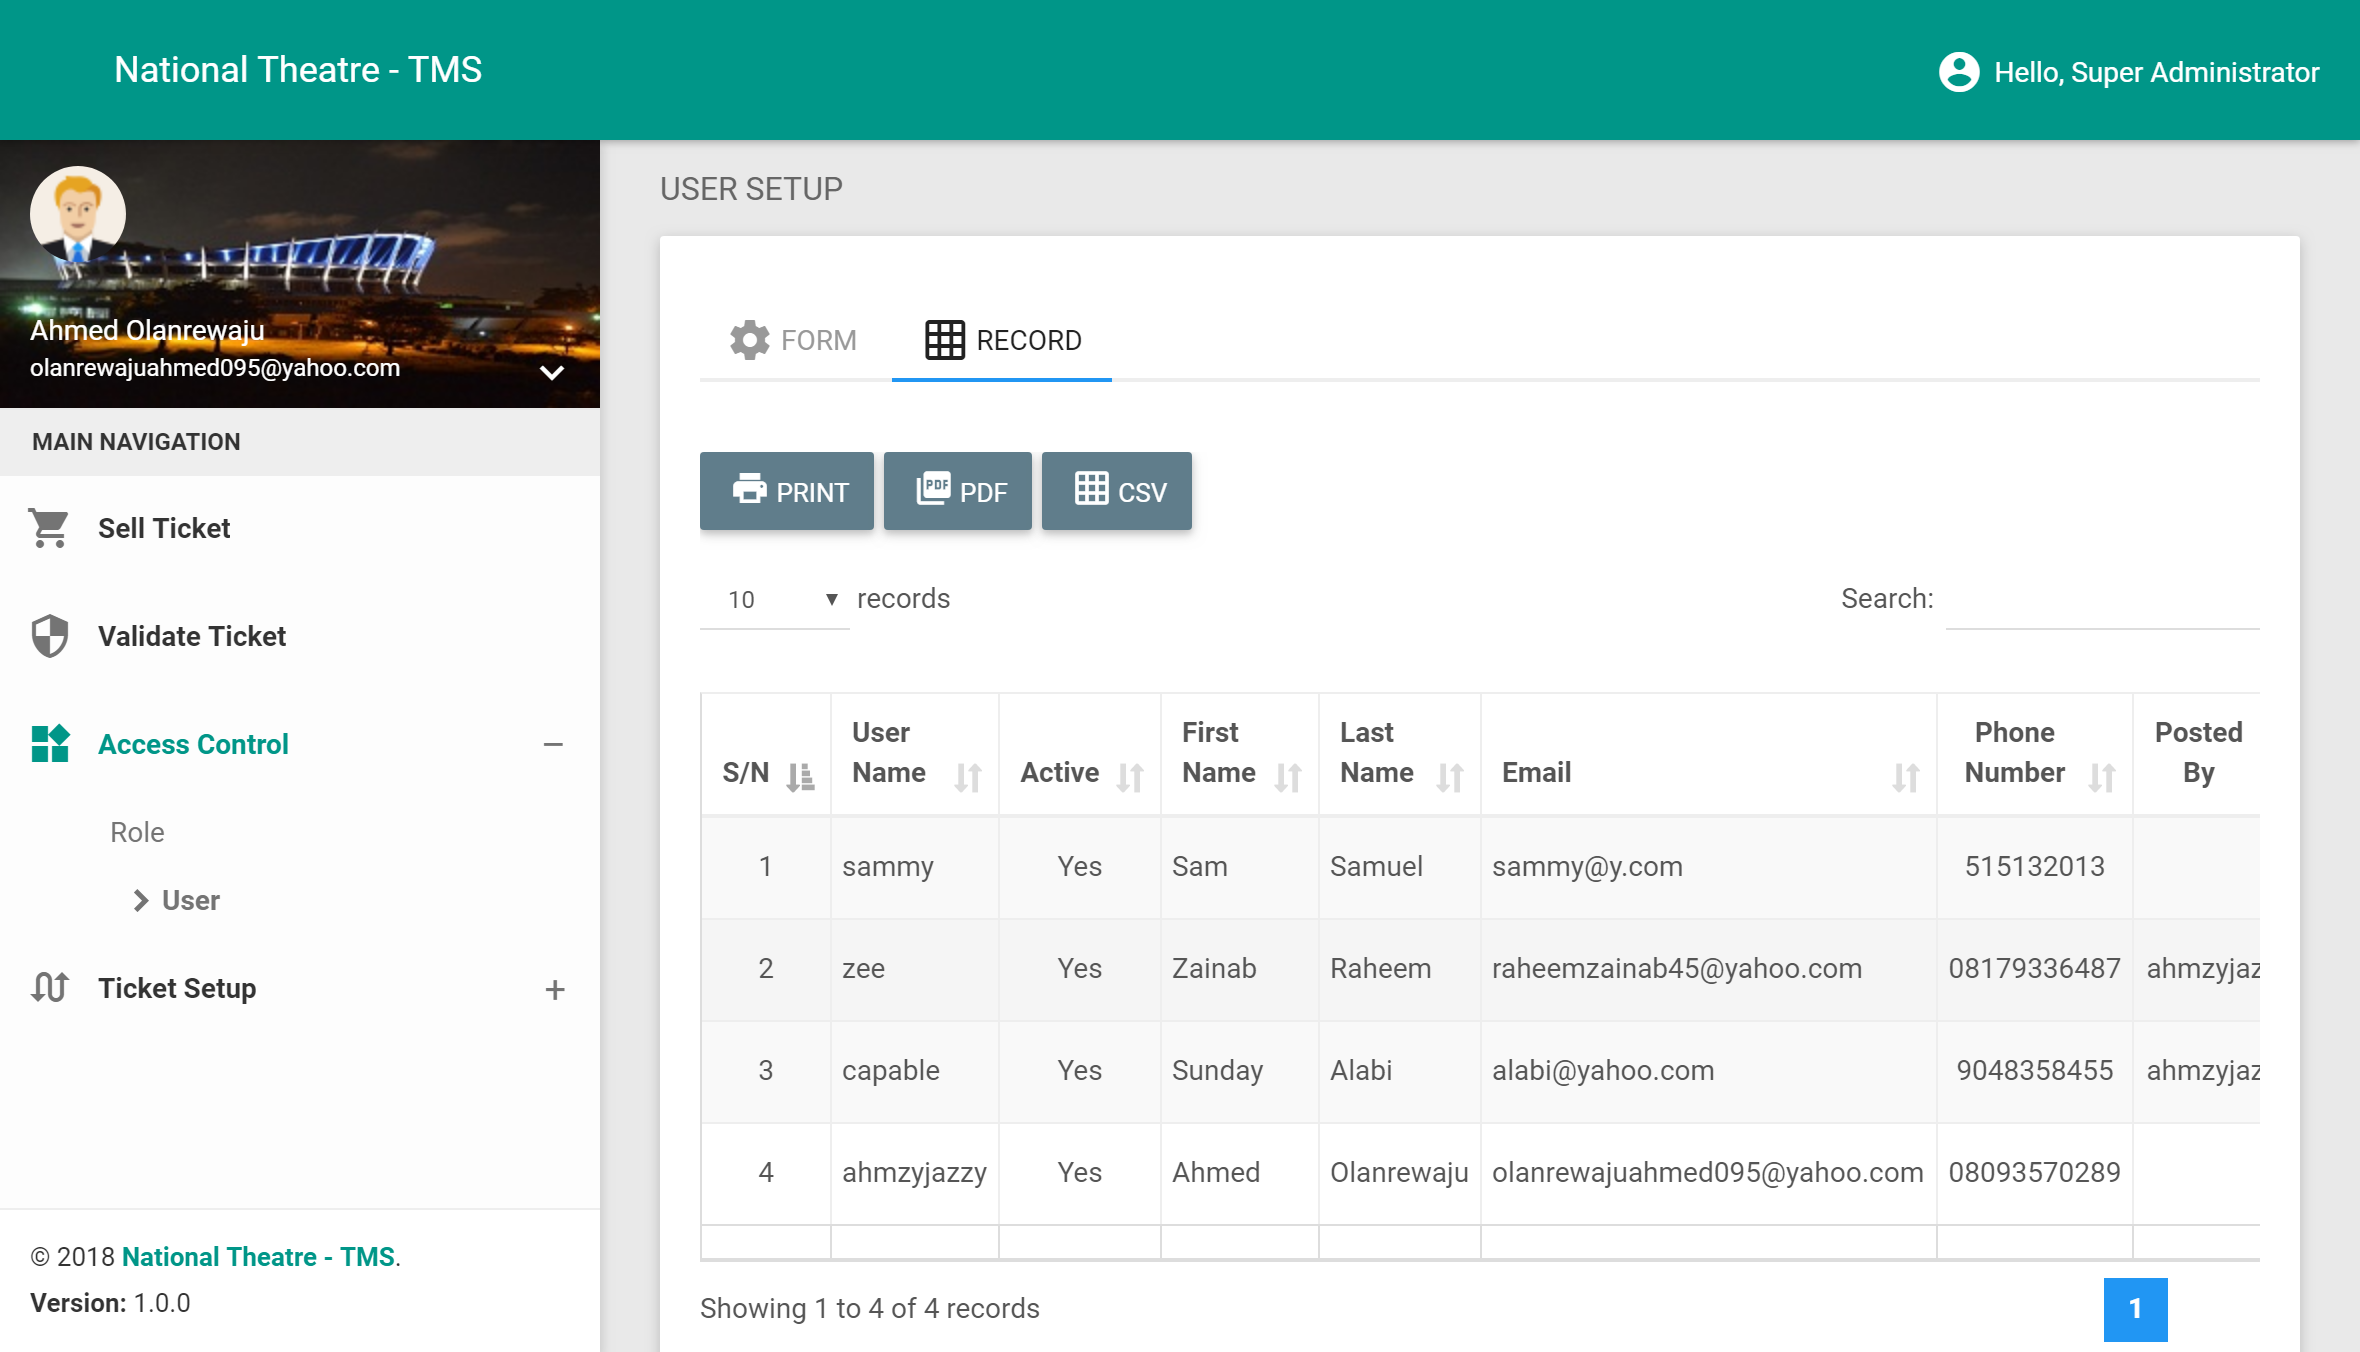 National Theatre - TMS
Hello, Super Administrator
Ahmed Olanrewaju
olanrewajuahmed095@yahoo.com
MAIN NAVIGATION
Sell Ticket
Validate Ticket
Access Control
Role
User
Ticket Setup
© 2018 National Theatre - TMS.
Version: 1.0.0
USER SETUP
FORM RECORD
PRINT PDF CSV
10 records Search:
S/N User Name Active First Name Last Name Email Phone Number Posted By
1 sammy Yes Sam Samuel sammy@y.com 515132013
2 zee Yes Zainab Raheem raheemzainab45@yahoo.com 08179336487 ahmzyjaz
3 capable Yes Sunday Alabi alabi@yahoo.com 9048358455 ahmzyjaz
4 ahmzyjazzy Yes Ahmed Olanrewaju olanrewajuahmed095@yahoo.com 08093570289
Showing 1 to 4 of 4 records
1